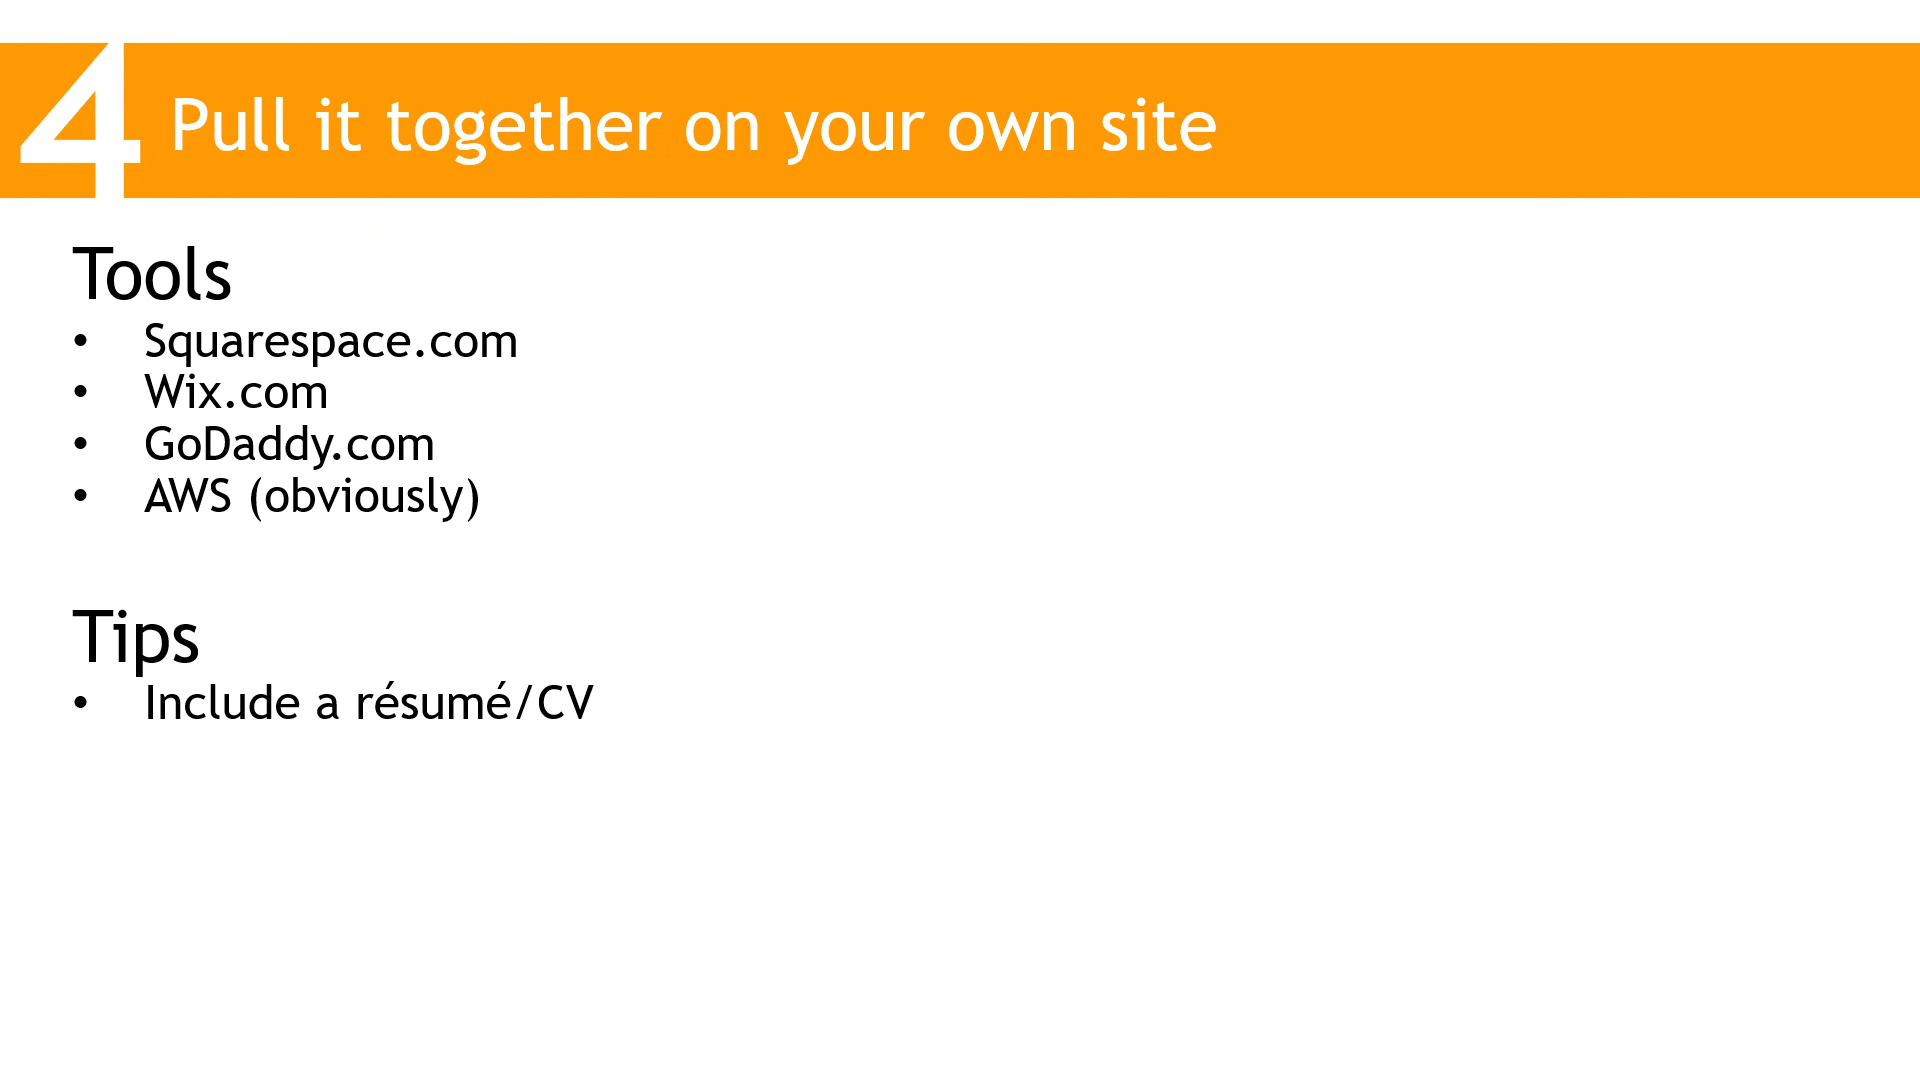 4 Pull it together on your own site
Tools
• Squarespace.com
• Wix.com
• GoDaddy.com
• AWS (obviously)
Tips
• Include a résumé/CV